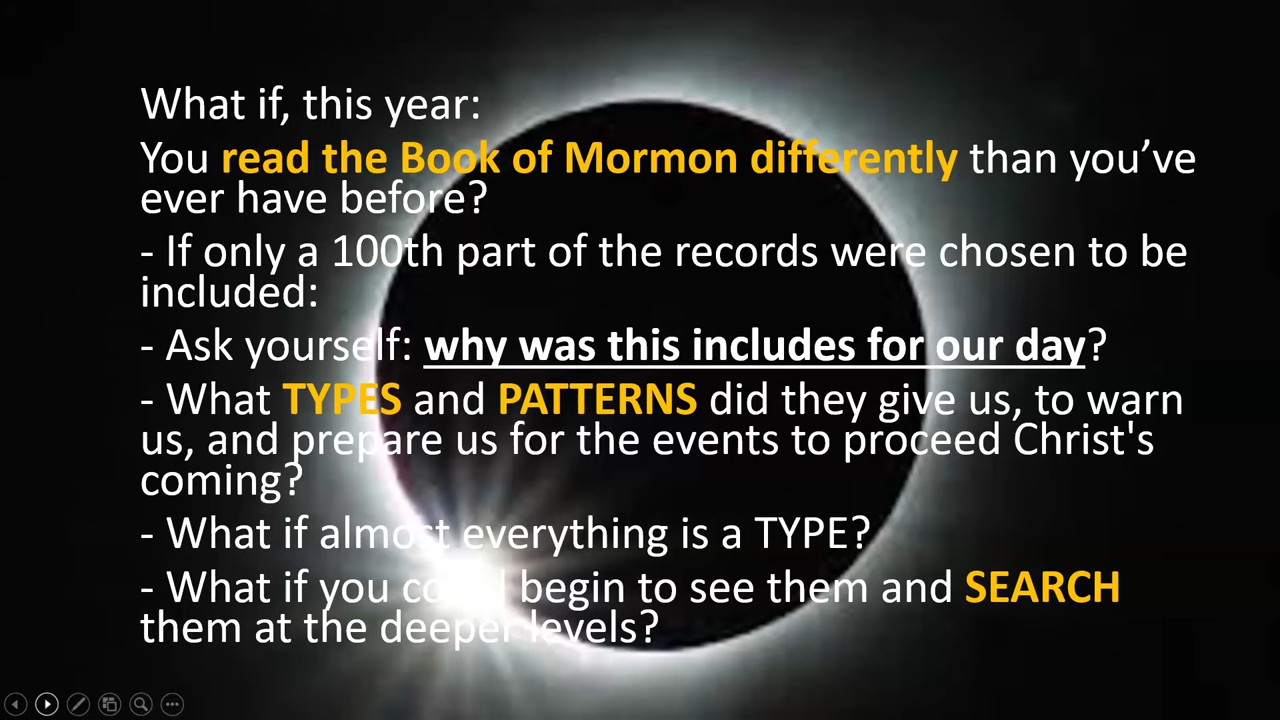 What if, this year:
You read the Book of Mormon differently than you’ve
ever have before?
- If only a 100th part of the records were chosen to be
included:
- Ask yourself: why was this includes for our day?
- What TYPES and PATTERNS did they give us, to warn
us, and prepare us for the events to proceed Christ's
coming?
- What if almost everything is a TYPE?
- What if you could begin to see them and SEARCH
them at the deeper levels?